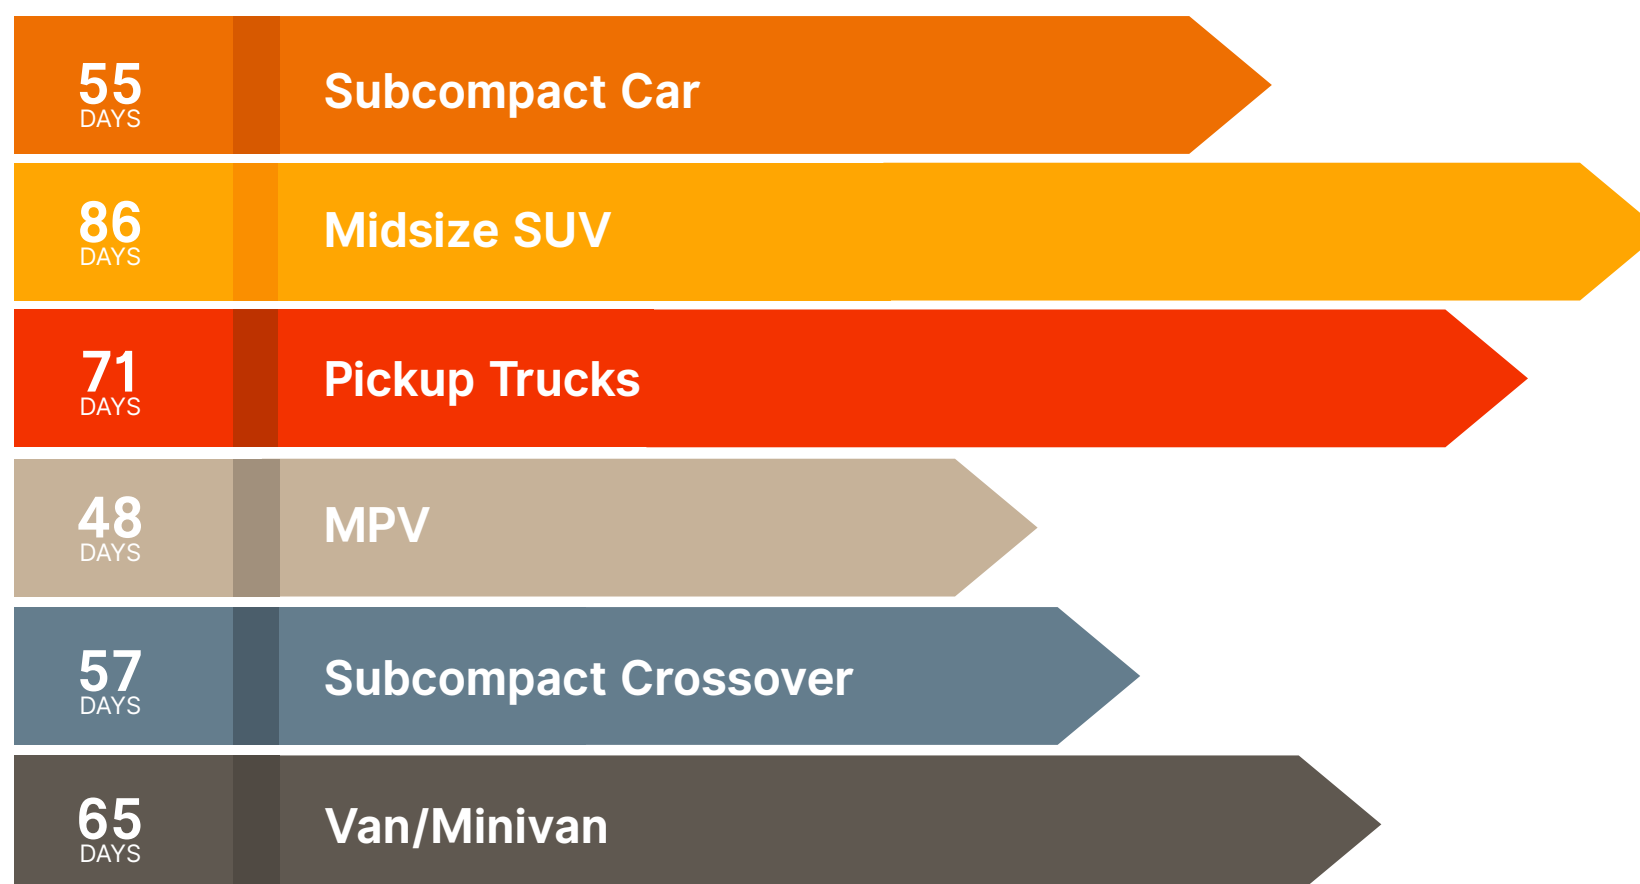 55
DAYS
Subcompact Car
86
DAYS
Midsize SUV
71
DAYS
Pickup Trucks
48
DAYS
MPV
57
DAYS
Subcompact Crossover
65
DAYS
Van/Minivan